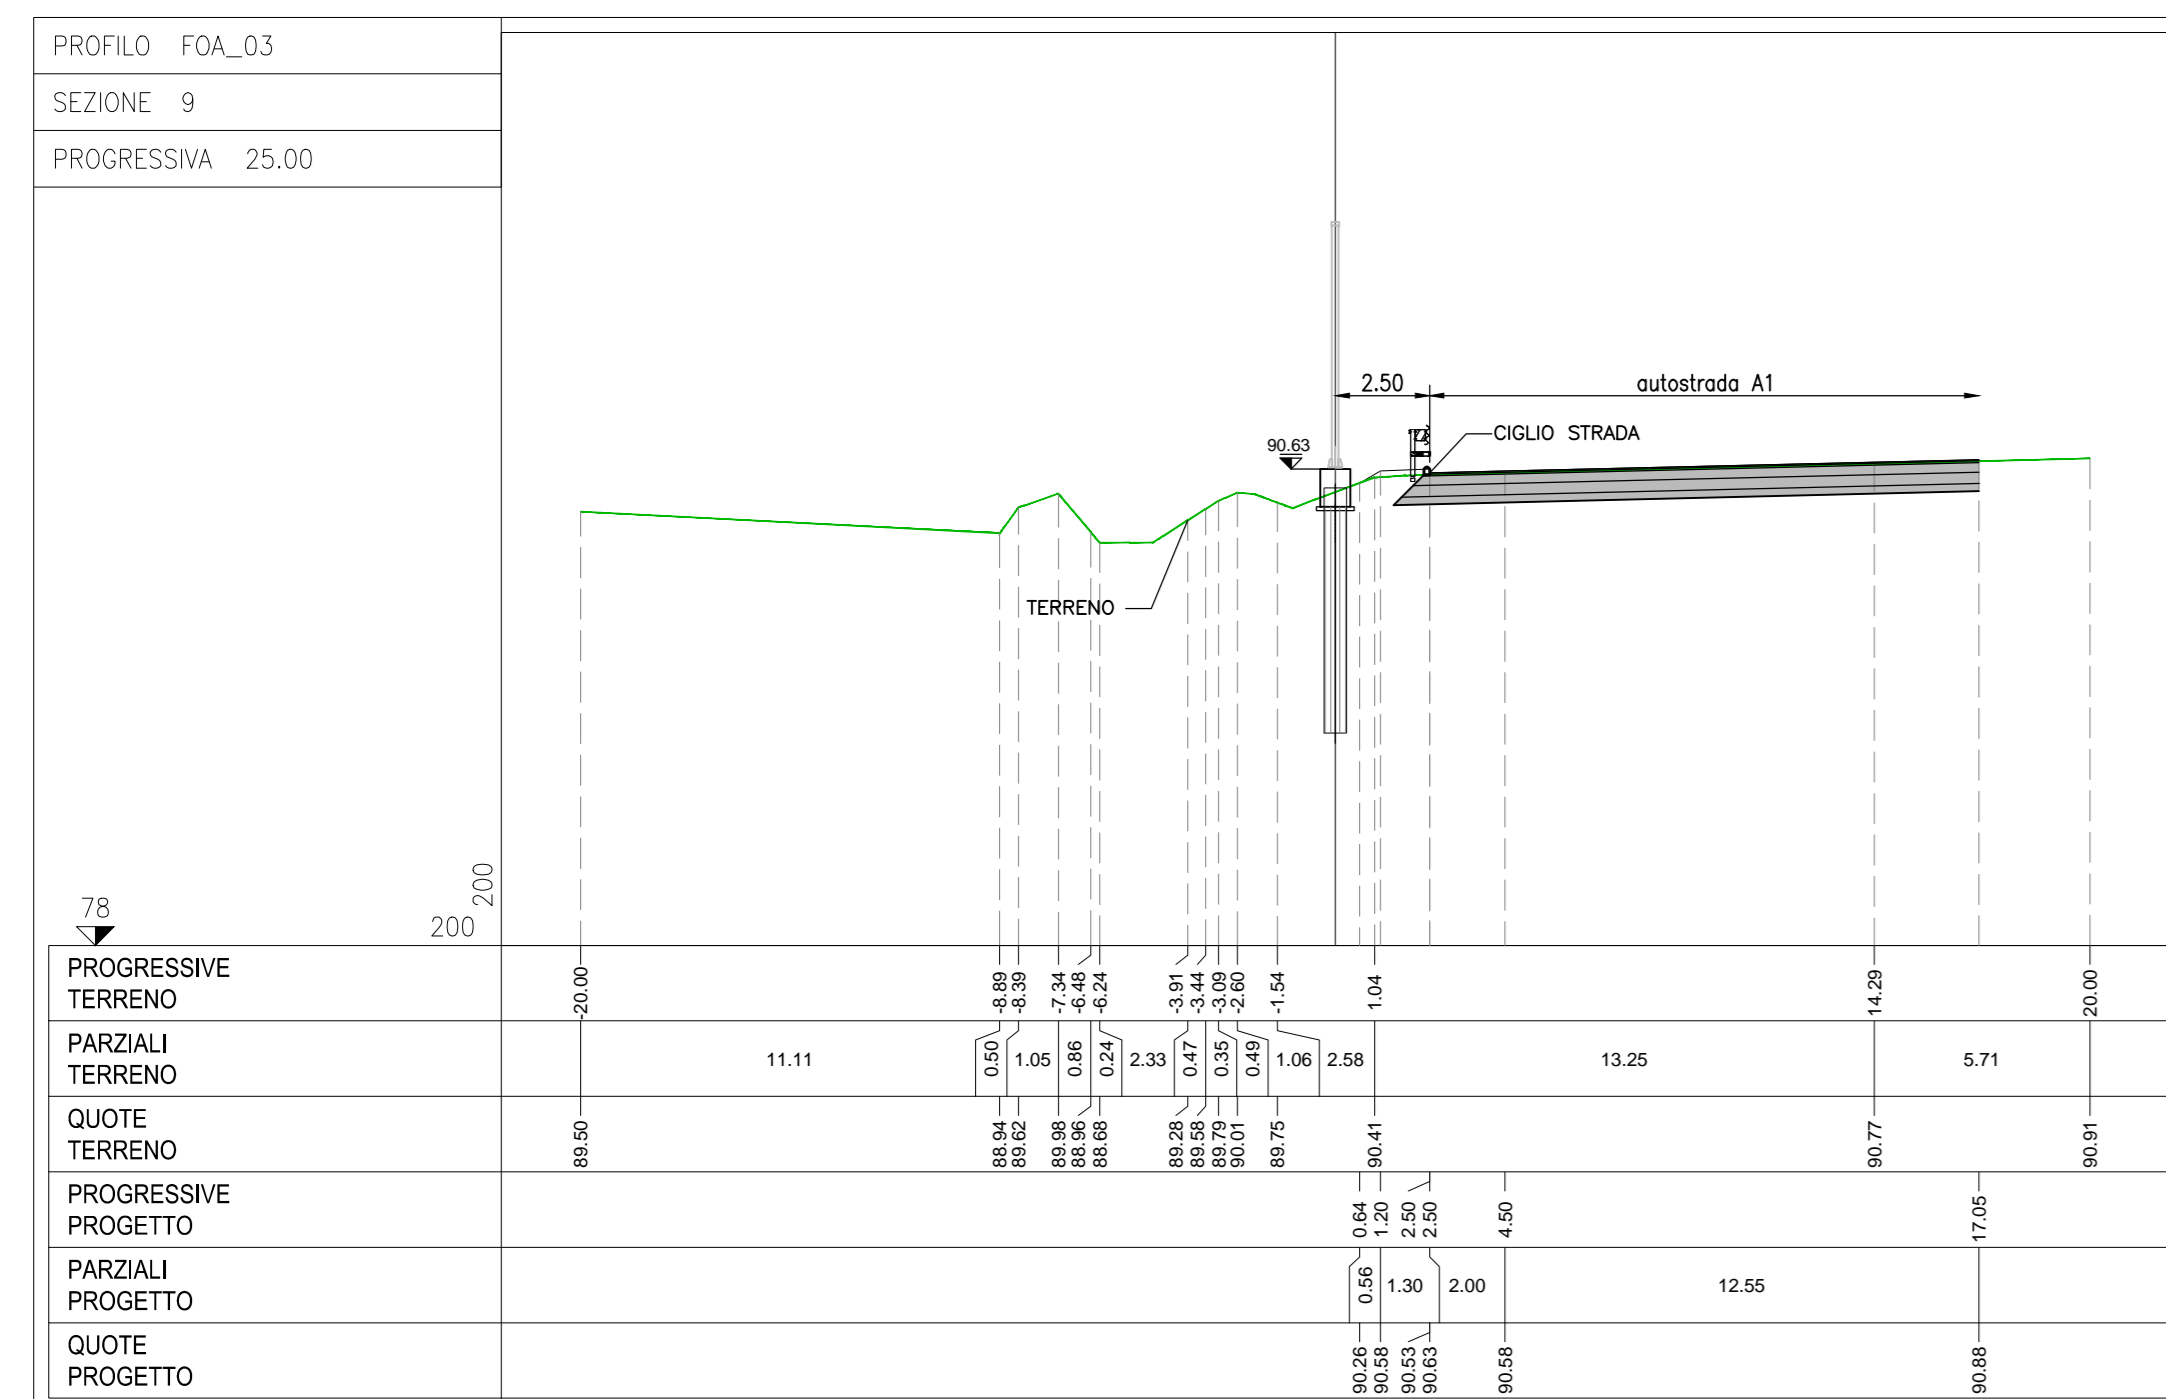 PROFILO FOA_03
SEZIONE 9
PROGRESSIVA 25.00
2.50
autostrada A1
CIGLIO STRADA
90.63
TERRENO
200
78
200
PROGRESSIVE
TERRENO
-20.00 -8.89 -8.39 -7.34 -6.48 -6.24 -3.91 -3.44 -3.09 -2.60 -1.54 1.04 14.29 20.00
PARZIALI
TERRENO
11.11 0.50 1.05 0.86 0.24 2.33 0.47 0.35 0.49 1.06 2.58 13.25 5.71
QUOTE
TERRENO
89.50 88.94 89.62 89.98 88.96 88.68 89.28 89.58 89.79 90.01 89.75 90.41 90.77 90.91
PROGRESSIVE
PROGETTO
0.64 1.20 2.50 2.50 4.50 17.05
PARZIALI
PROGETTO
0.56 1.30 2.00 12.55
QUOTE
PROGETTO
90.26 90.58 90.53 90.63 90.58 90.88